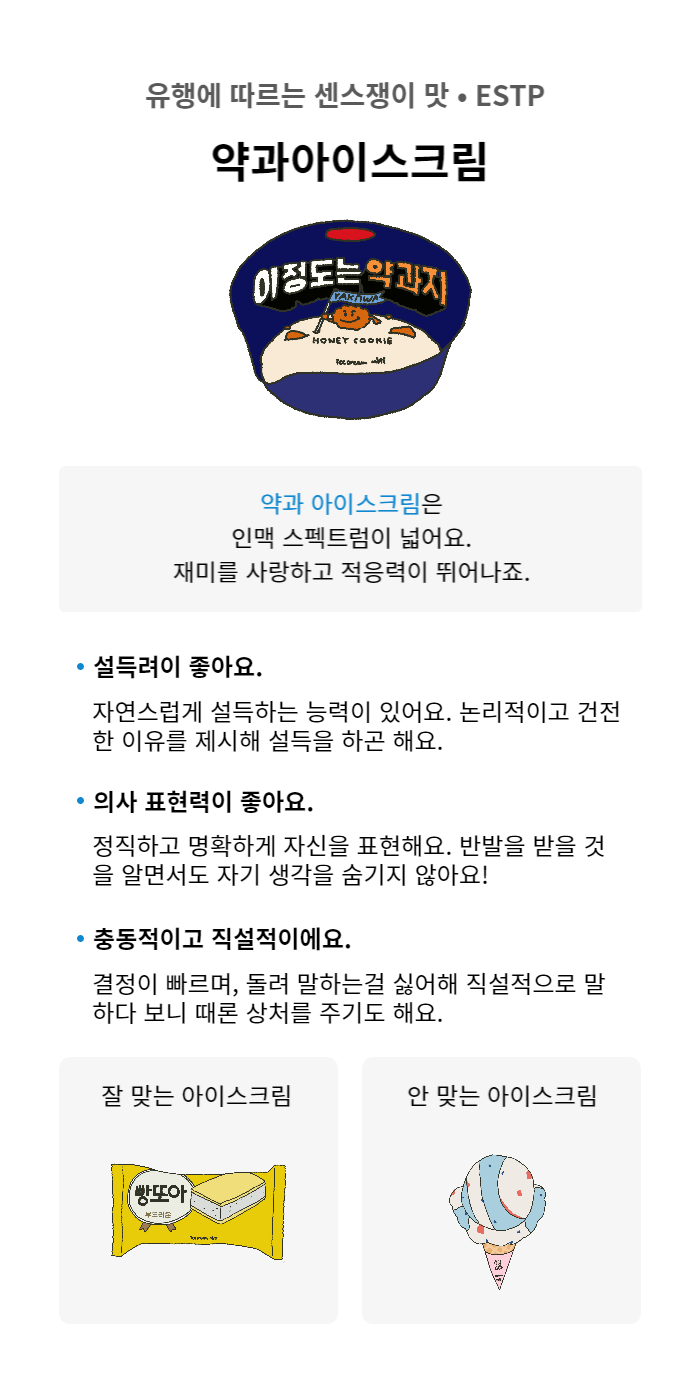 유행에 따르는 센스쟁이 맛 • ESTP
약과아이스크림
이정도는 약과지
YAKGWA
HONEY COOKIE
약과 아이스크림은
인맥 스펙트럼이 넓어요.
재미를 사랑하고 적응력이 뛰어나죠.
• 설득려이 좋아요.
자연스럽게 설득하는 능력이 있어요. 논리적이고 건전
한 이유를 제시해 설득을 하곤 해요.
• 의사 표현력이 좋아요.
정직하고 명확하게 자신을 표현해요. 반발을 받을 것
을 알면서도 자기 생각을 숨기지 않아요!
• 충동적이고 직설적이에요.
결정이 빠르며, 돌려 말하는걸 싫어해 직설적으로 말
하다 보니 때론 상처를 주기도 해요.
잘 맞는 아이스크림
안 맞는 아이스크림
빵또아
부드러운